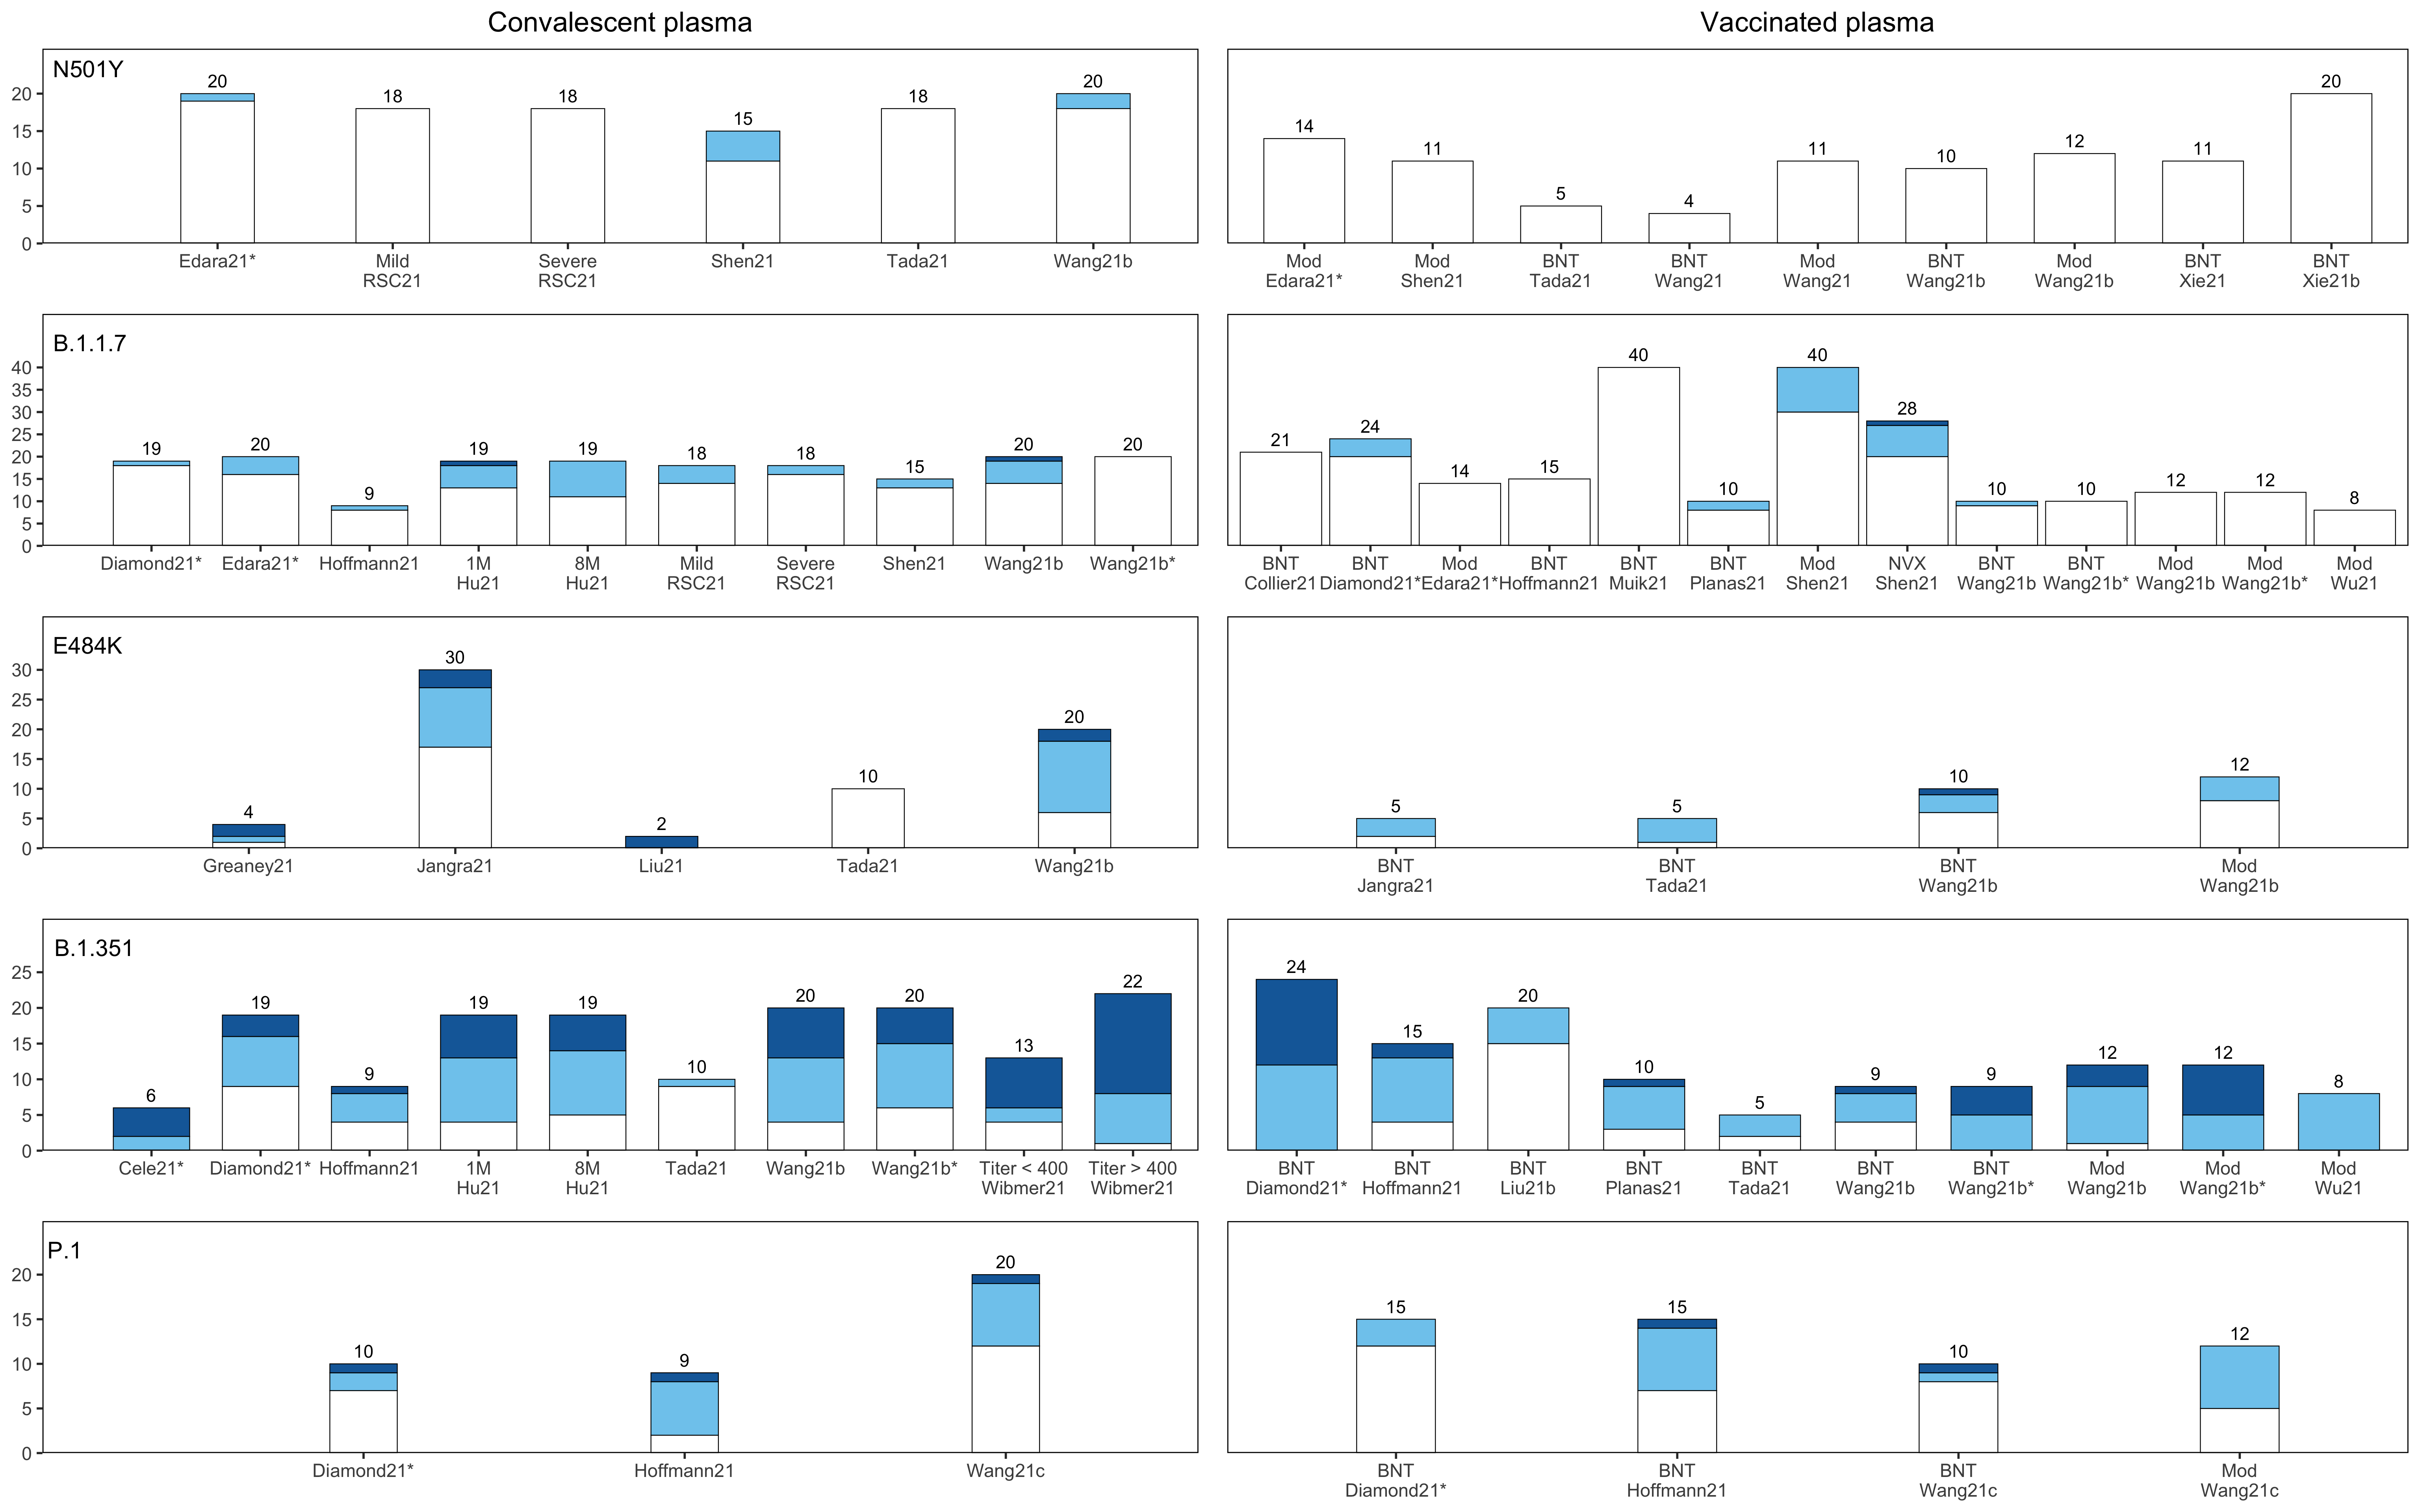 Convalescent plasma
Vaccinated plasma
N501Y
20 18 18 15 18 20
20
15
10
5
0
Edara21* Mild Severe Shen21 Tada21 Wang21b
RSC21 RSC21
14 11 5 4 11 10 12 11 20
Mod Mod BNT BNT Mod BNT Mod BNT BNT
Edara21* Shen21 Tada21 Wang21 Wang21 Wang21b Wang21b Xie21 Xie21b
B.1.1.7
19 20 9 19 19 18 18 15 20 20
40
35
30
25
20
15
10
5
0
Diamond21* Edara21* Hoffmann21 1M 8M Mild Severe Shen21 Wang21b Wang21b*
Hu21 Hu21 RSC21 RSC21
21 24 14 15 40 10 40 28 10 10 12 12 8
BNT BNT Mod BNT BNT BNT Mod NVX BNT BNT Mod Mod Mod
Collier21 Diamond21* Edara21* Hoffmann21 Muik21 Planas21 Shen21 Shen21 Wang21b Wang21b* Wang21b Wang21b* Wu21
E484K
4 30 2 10 20
30
25
20
15
10
5
0
Greaney21 Jangra21 Liu21 Tada21 Wang21b
5 5 10 12
BNT BNT BNT Mod
Jangra21 Tada21 Wang21b Wang21b
B.1.351
6 19 9 19 19 10 20 20 13 22
25
20
15
10
5
0
Cele21* Diamond21* Hoffmann21 1M 8M Tada21 Wang21b Wang21b* Titer < 400 Titer > 400
Hu21 Hu21 Wibmer21 Wibmer21
24 15 20 10 5 9 9 12 12 8
BNT BNT BNT BNT BNT BNT BNT Mod Mod Mod
Diamond21* Hoffmann21 Liu21b Planas21 Tada21 Wang21b Wang21b* Wang21b Wang21b* Wu21
P.1
10 9 20
20
15
10
5
0
Diamond21* Hoffmann21 Wang21c
15 15 10 12
BNT BNT BNT Mod
Diamond21* Hoffmann21 Wang21c Wang21c